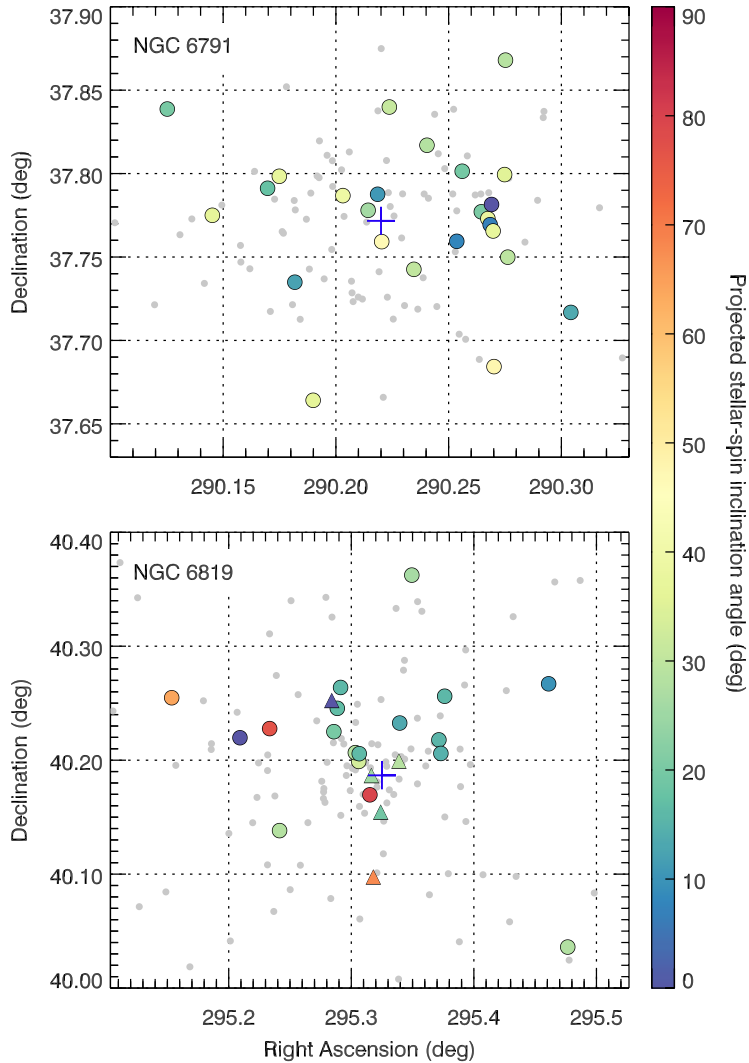 NGC 6791
37.90
37.85
37.80
37.75
37.70
37.65
Declination (deg)
290.15 290.20 290.25 290.30
NGC 6819
40.40
40.30
40.20
40.10
40.00
Declination (deg)
295.2 295.3 295.4 295.5
Right Ascension (deg)
90
80
70
60
50
40
30
20
10
0
Projected stellar-spin inclination angle (deg)